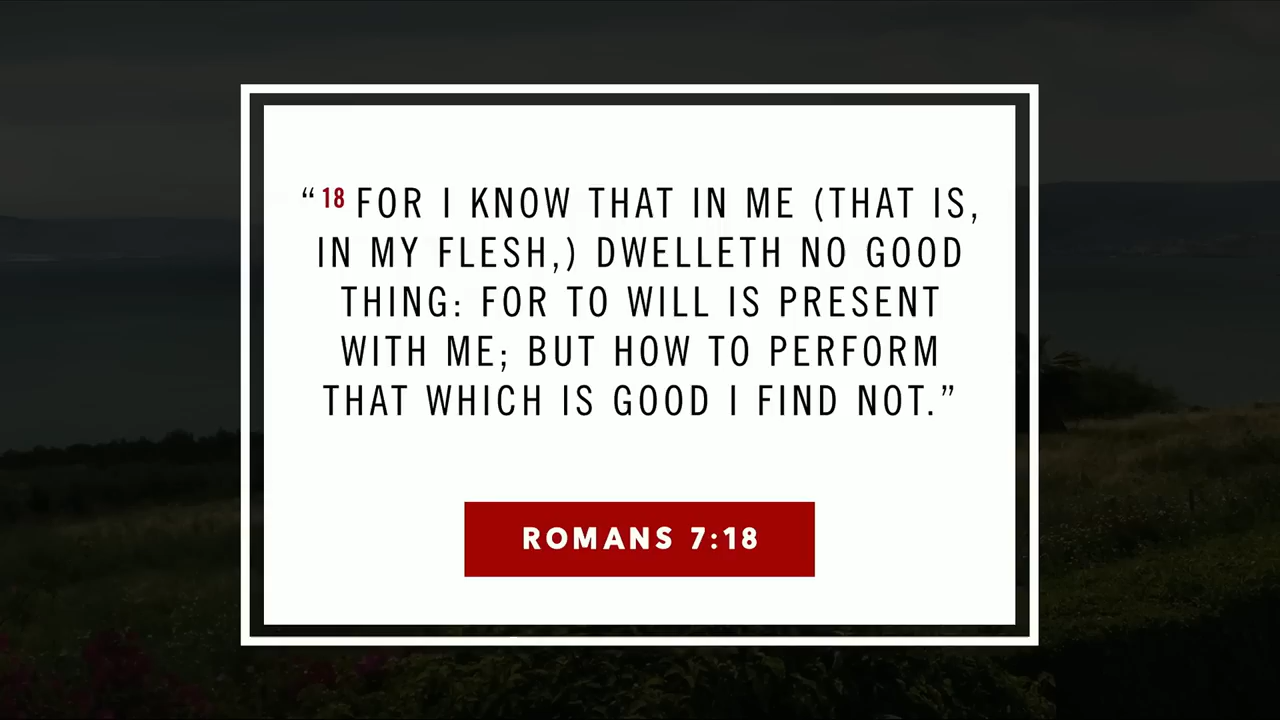 “18 FOR I KNOW THAT IN ME (THAT IS,
IN MY FLESH,) DWELLETH NO GOOD
THING: FOR TO WILL IS PRESENT
WITH ME; BUT HOW TO PERFORM
THAT WHICH IS GOOD I FIND NOT.”
ROMANS 7:18